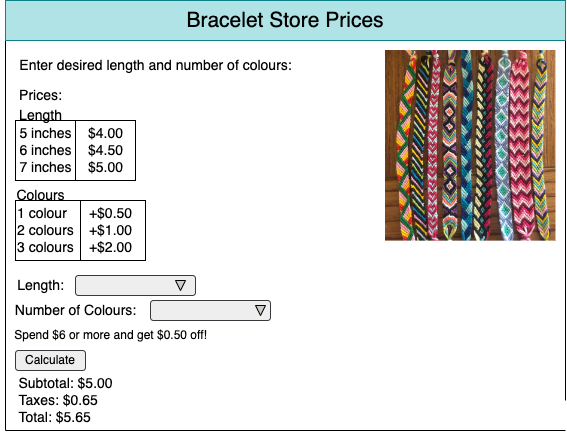 Bracelet Store Prices
Enter desired length and number of colours:
Prices:
Length
5 inches $4.00
6 inches $4.50
7 inches $5.00
Colours
1 colour +$0.50
2 colours +$1.00
3 colours +$2.00
Length:
Number of Colours:
Spend $6 or more and get $0.50 off!
Calculate
Subtotal: $5.00
Taxes: $0.65
Total: $5.65